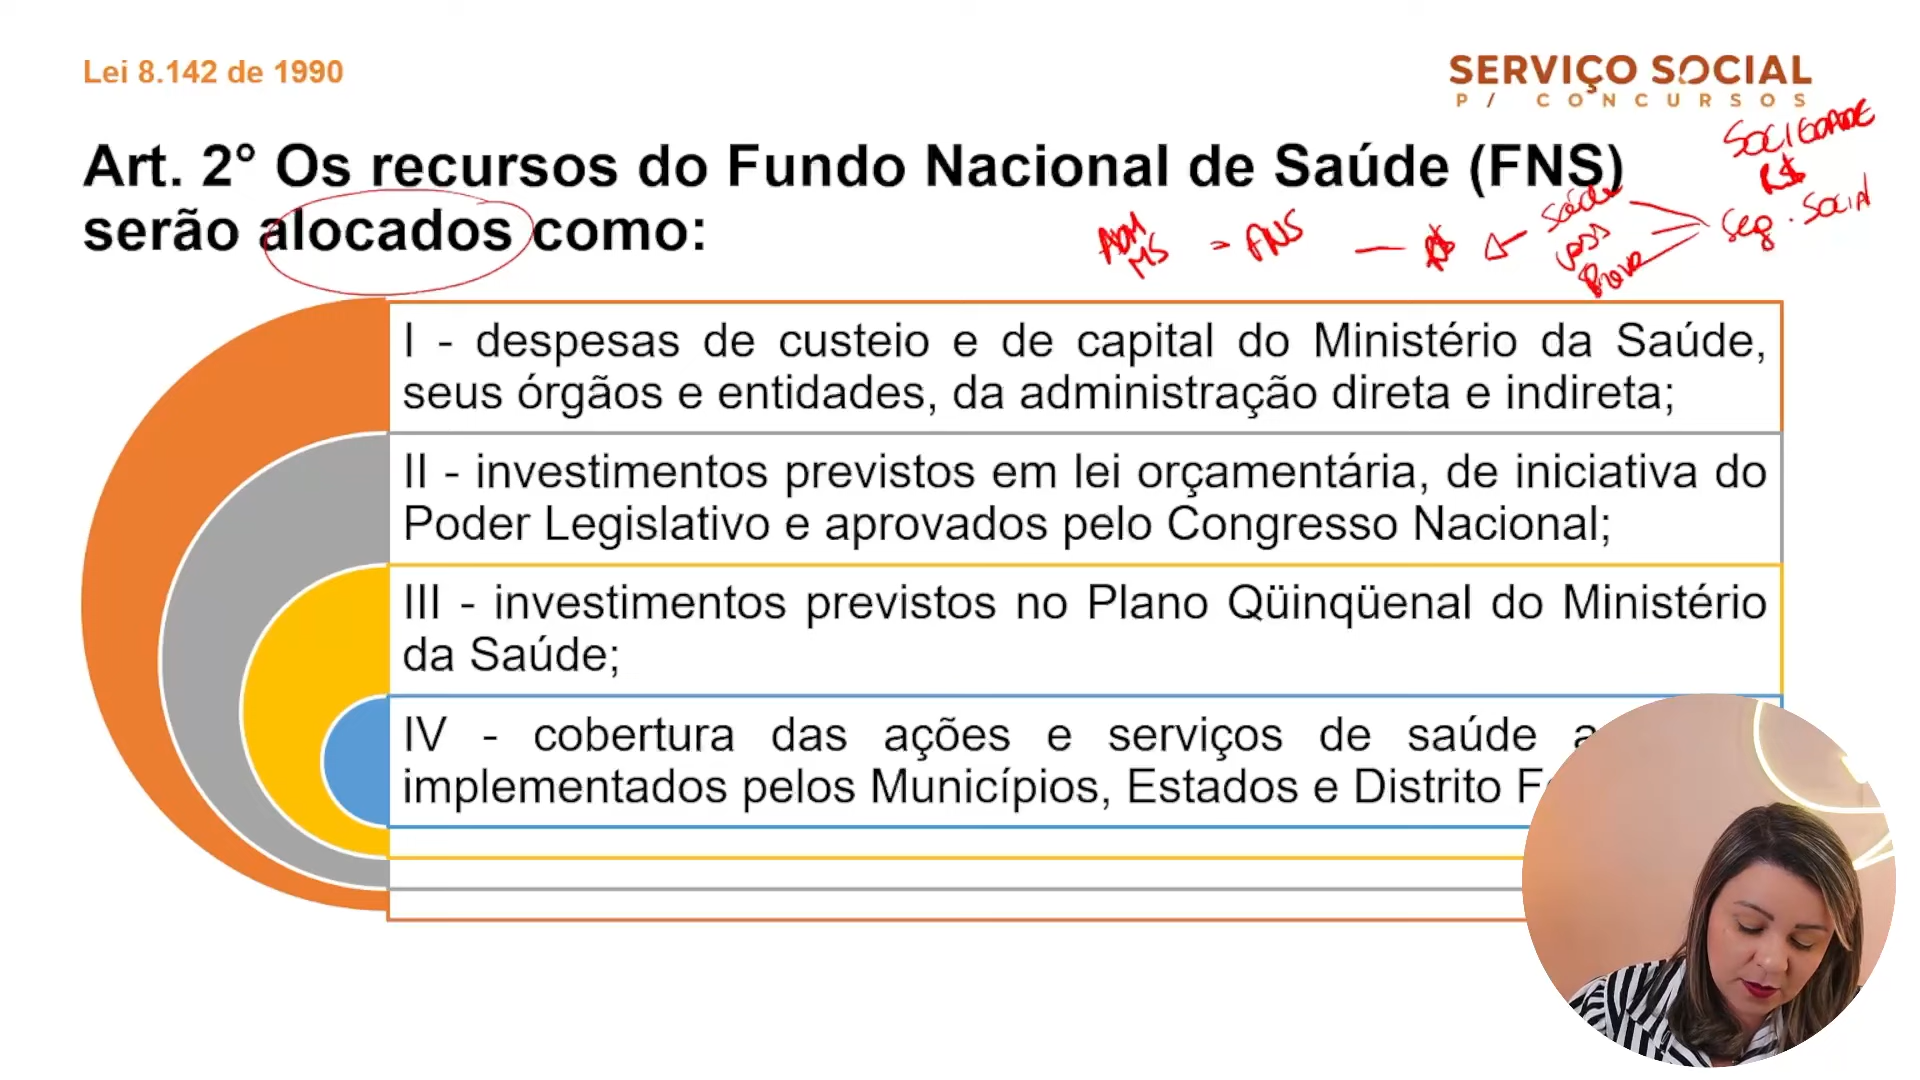 Lei 8.142 de 1990
SERVIÇO SOCIAL
P/ CONCURSOS
SOCIEDADE
R$
Art. 2° Os recursos do Fundo Nacional de Saúde (FNS)
serão alocados como:
ADM
MS = FNS — $
Saúde
Seg. Social
I - despesas de custeio e de capital do Ministério da Saúde,
seus órgãos e entidades, da administração direta e indireta;
II - investimentos previstos em lei orçamentária, de iniciativa do
Poder Legislativo e aprovados pelo Congresso Nacional;
III - investimentos previstos no Plano Qüinqüenal do Ministério
da Saúde;
IV - cobertura das ações e serviços de saúde a
implementados pelos Municípios, Estados e Distrito F